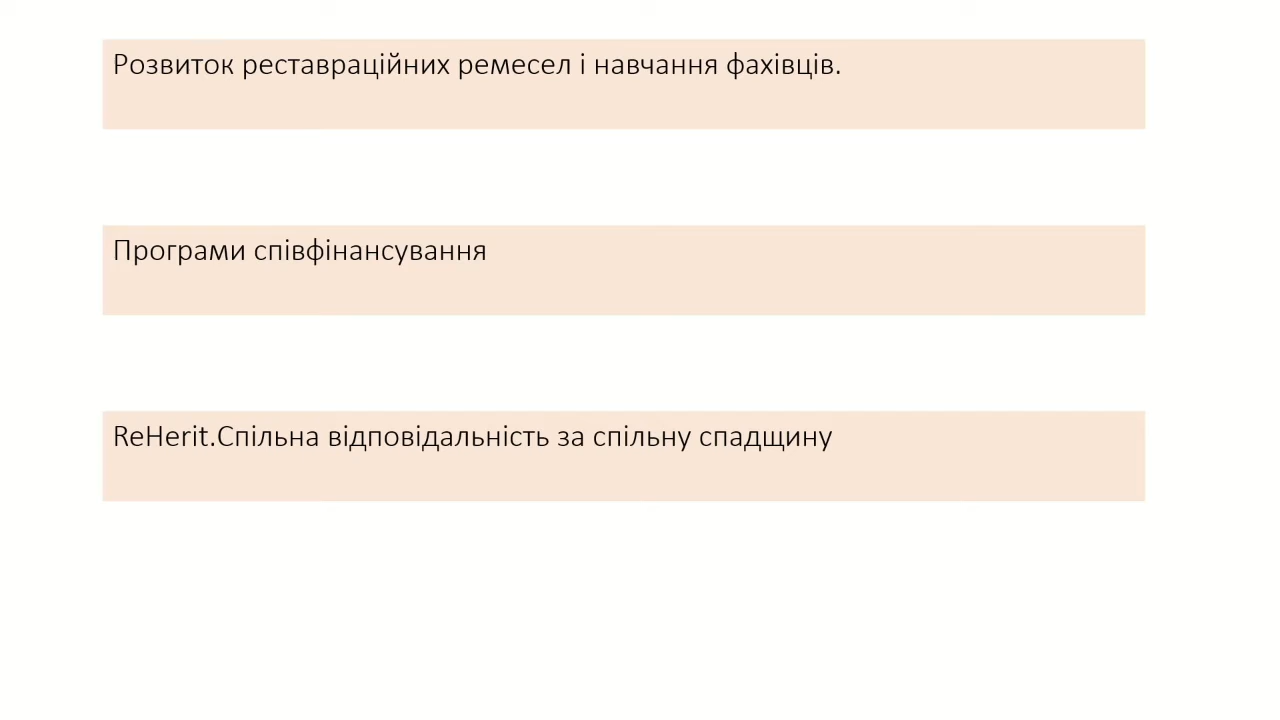 Розвиток реставраційних ремесел і навчання фахівців.
Програми співфінансування
ReHerit.Спільна відповідальність за спільну спадщину